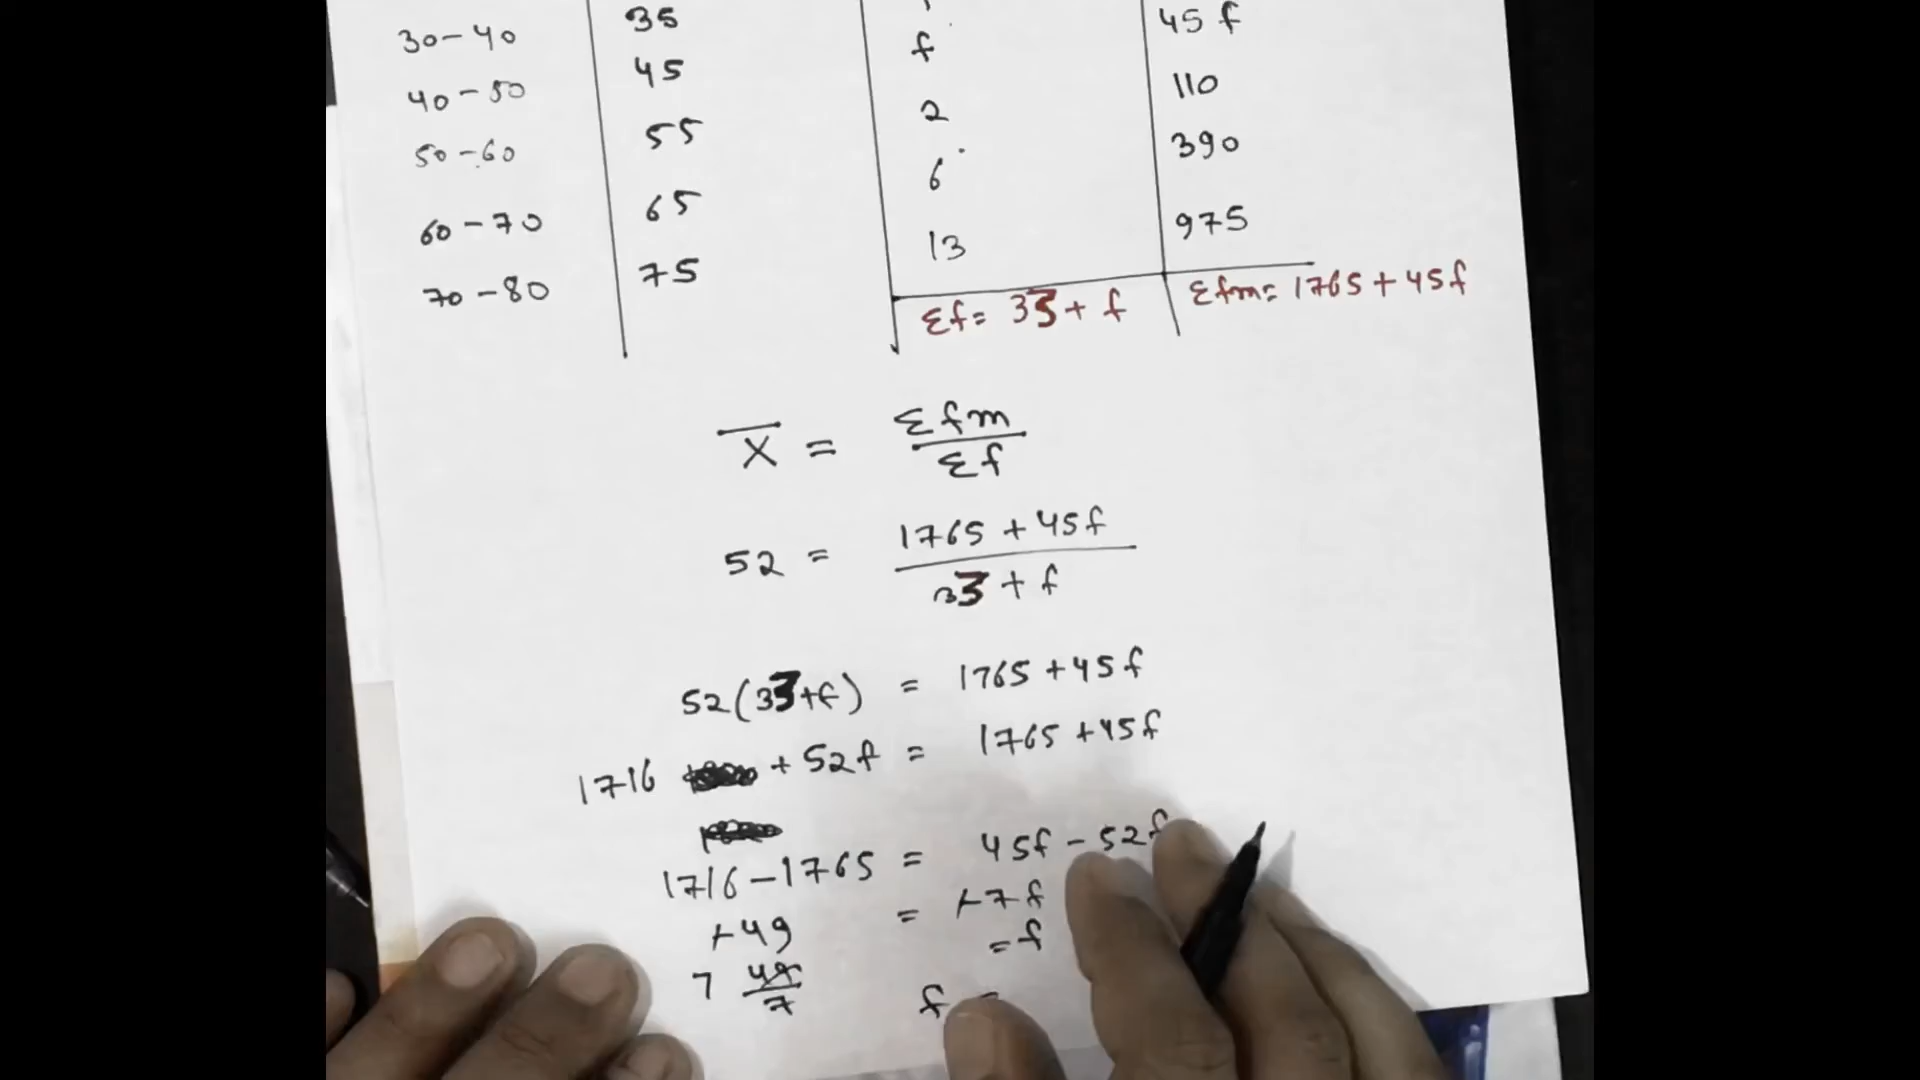 30-40 35 45 f
40-50 45 f 110
50-60 55 2 390
60-70 65 6 975
70-80 75 13
Σf= 33+ f Σfm= 1765+45f
X̅ = Σfm / Σf
52 = 1765 + 45f / 33 + f
52(33+f) = 1765+45f
1716 + 52f = 1765+45f
1716-1765 = 45f-52f
-49 = -7f
7 49/7 = f
f =